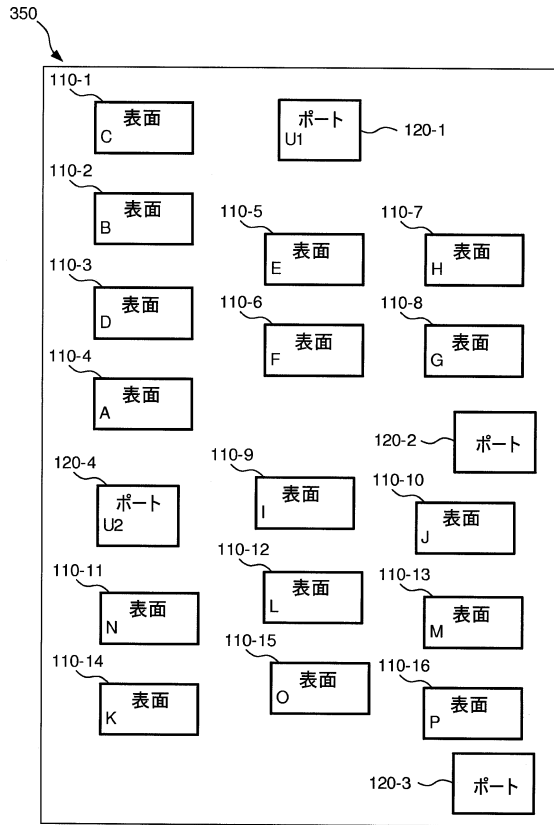 350
110-1
表面
C
ポート
U1
120-1
110-2
表面
B
110-5
表面
E
110-7
表面
H
110-3
表面
D
110-6
表面
F
110-8
表面
G
110-4
表面
A
120-2
ポート
120-4
ポート
U2
110-9
表面
I
110-10
表面
J
110-11
表面
N
110-12
表面
L
110-13
表面
M
110-14
表面
K
110-15
表面
O
110-16
表面
P
120-3
ポート